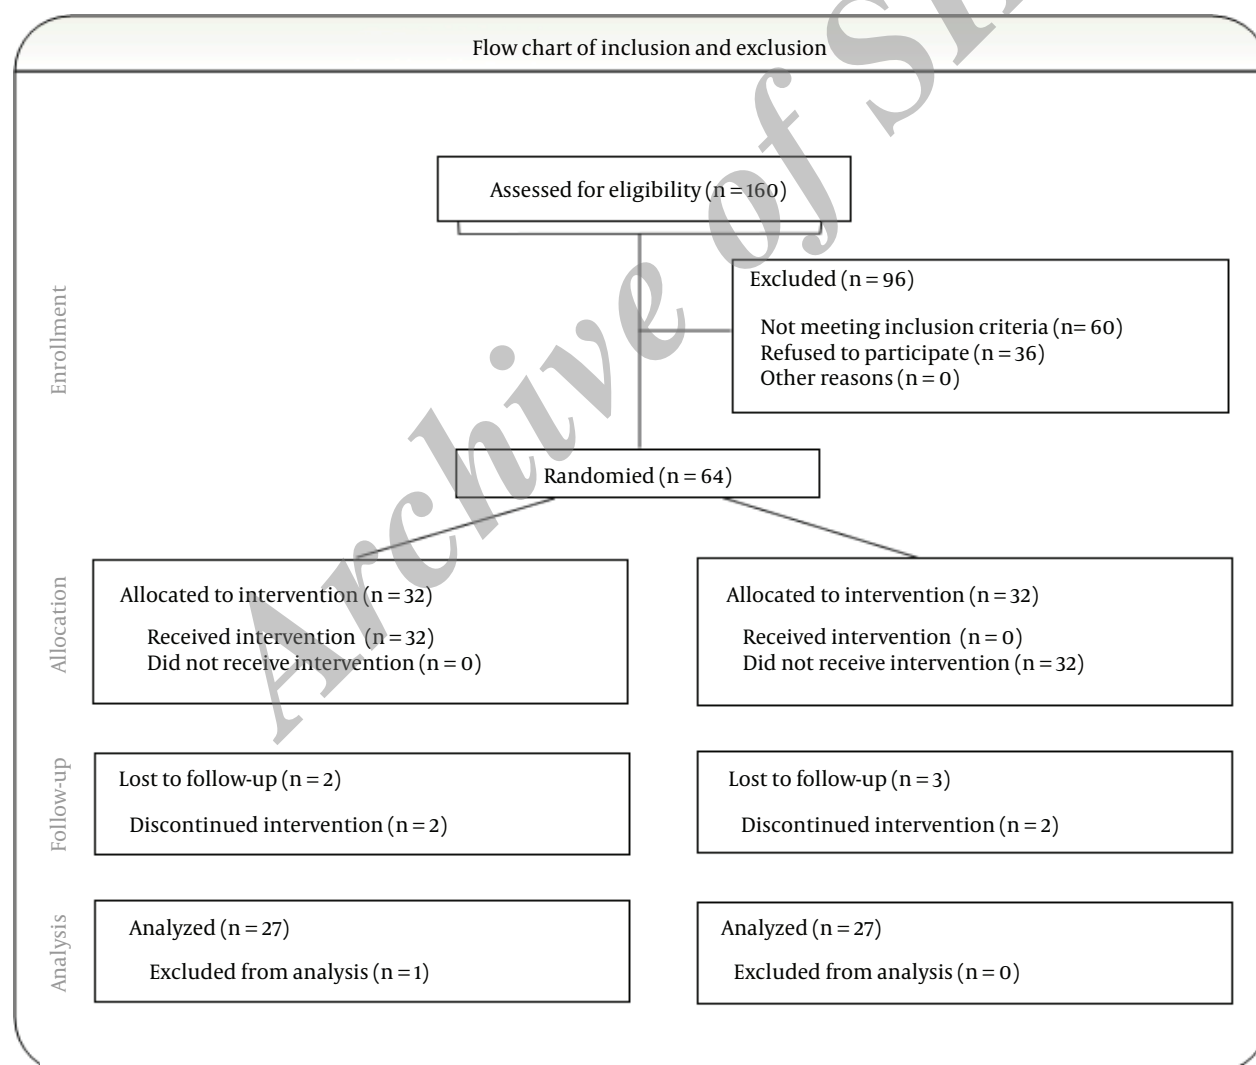 Flow chart of inclusion and exclusion
Assessed for eligibility (n = 160)
Enrollment
Excluded (n = 96)
Not meeting inclusion criteria (n= 60)
Refused to participate (n = 36)
Other reasons (n = 0)
Randomied (n = 64)
Allocation
Allocated to intervention (n = 32)
Received intervention (n = 32)
Did not receive intervention (n = 0)
Allocated to intervention (n = 32)
Received intervention (n = 0)
Did not receive intervention (n = 32)
Follow-up
Lost to follow-up (n = 2)
Discontinued intervention (n = 2)
Lost to follow-up (n = 3)
Discontinued intervention (n = 2)
Analysis
Analyzed (n = 27)
Excluded from analysis (n = 1)
Analyzed (n = 27)
Excluded from analysis (n = 0)
Archive of